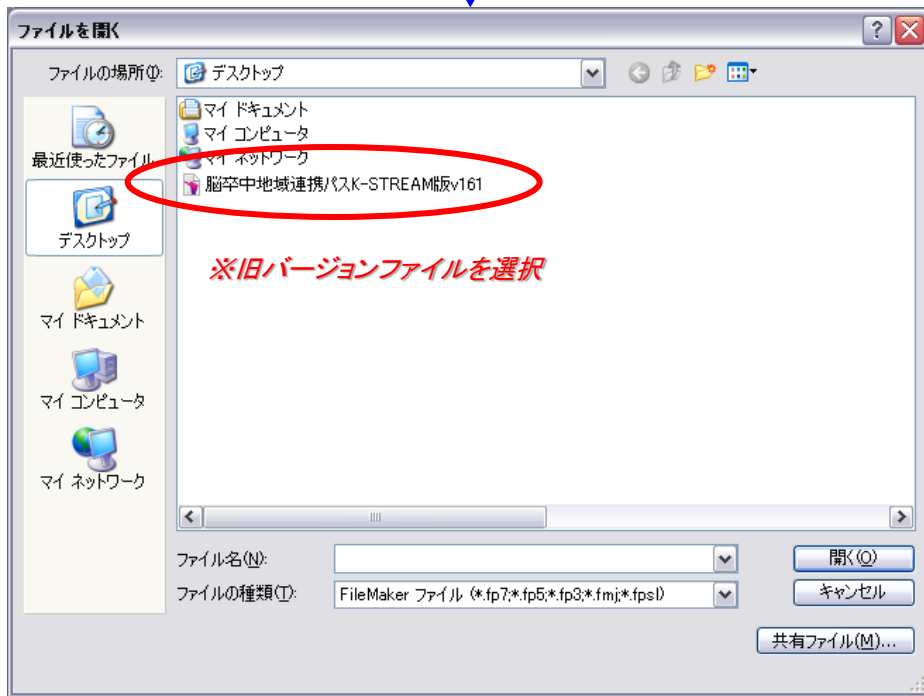 ファイルを開く
ファイルの場所(I):
デスクトップ
最近使ったファイル
デスクトップ
マイ ドキュメント
マイ コンピュータ
マイ ネットワーク
マイ ドキュメント
マイ コンピュータ
マイ ネットワーク
脳卒中地域連携パスK-STREAM版v161
※旧バージョンファイルを選択
ファイル名(N):
開く(O)
ファイルの種類(T):
FileMaker ファイル (*.fp7;*.fp5;*.fp3;*.fmj;*.fpsl)
キャンセル
共有ファイル(M)...